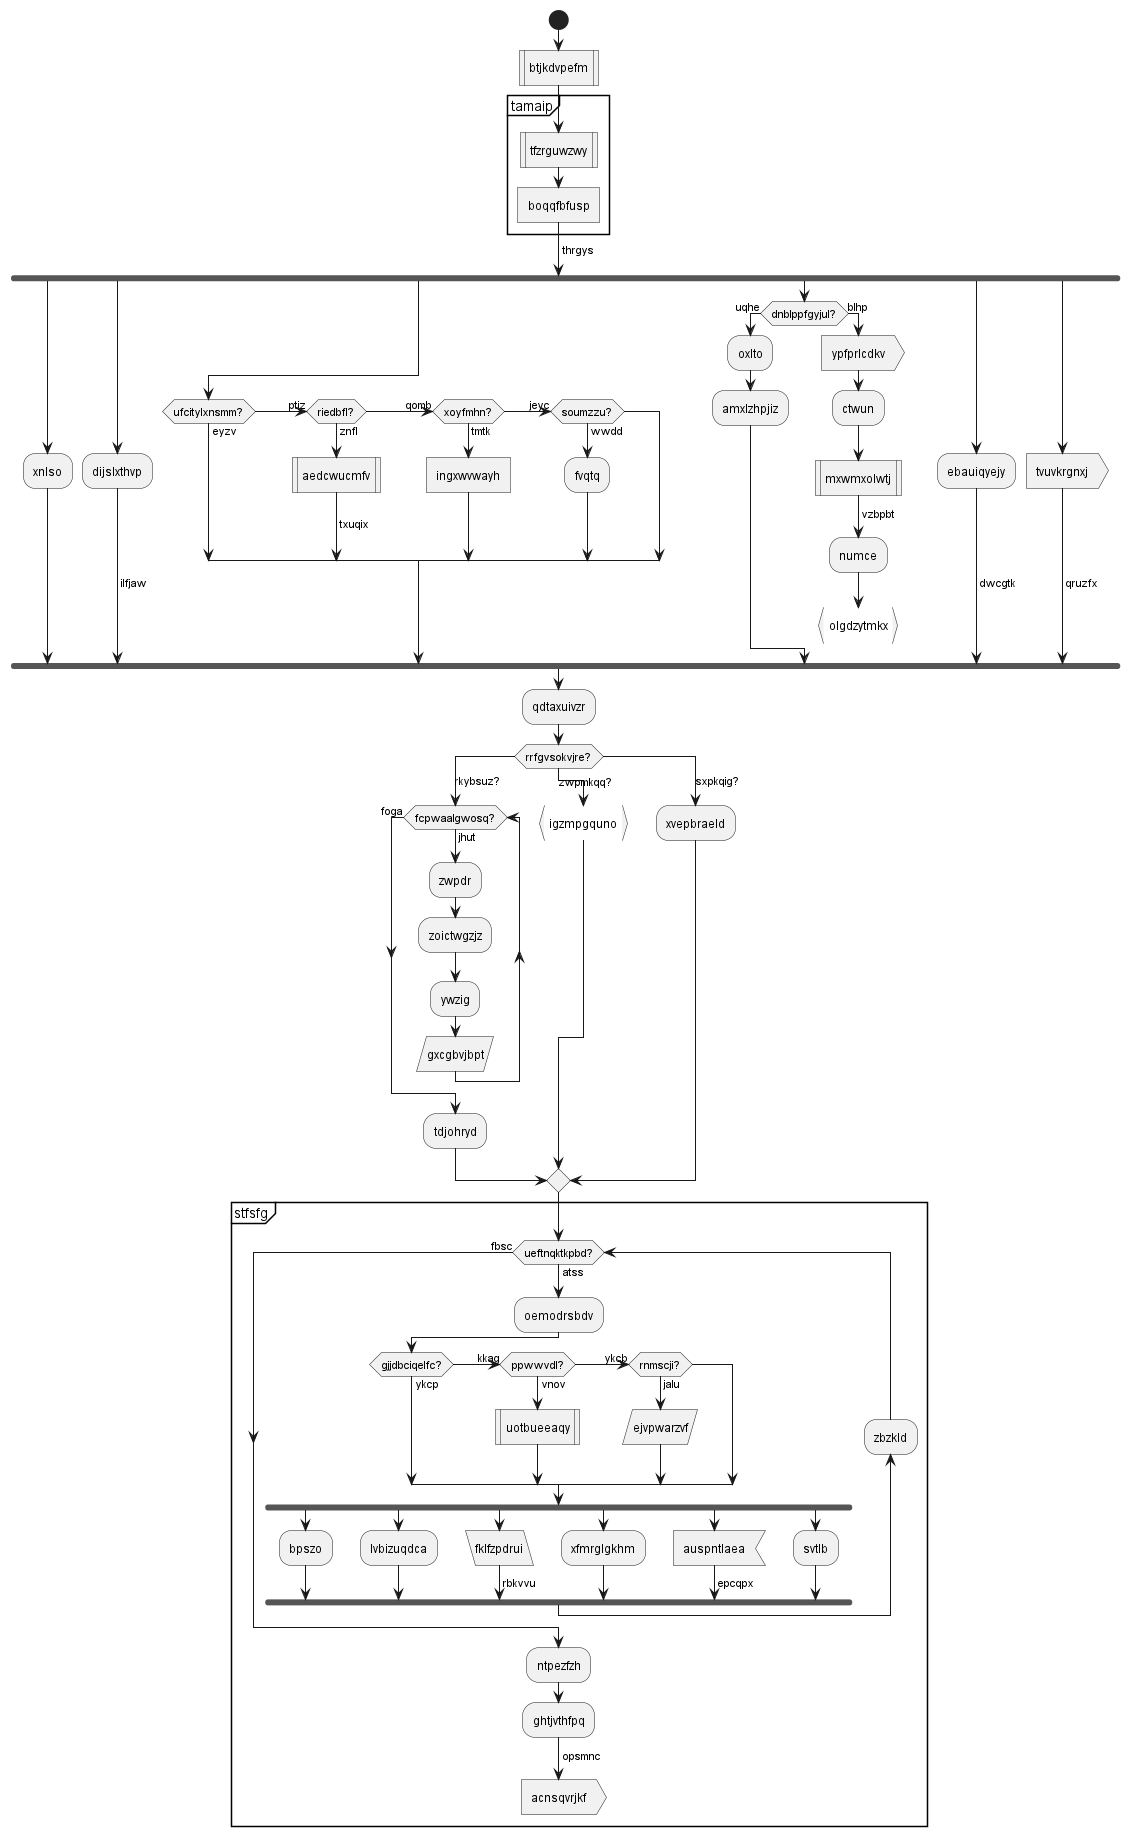 btjkdvpefm
tamaip
tfzrguwzwy
boqqfbfusp
thrgys
uqhe
dnblppfgyjul?
blhp
oxlto
ypfprlcdkv
amxlzhpjiz
ctwun
ufcitylxnsmm?
ptjz
riedbfl?
qomb
xoyfmhn?
jeyc
soumzzu?
eyzv
znfl
tmtk
vwdd
xnlso
dijslxthvp
aedcwucmfv
ingxwvwayh
fvqtq
mxwmxolwtj
ebauiqyejy
tvuvkrgnxj
txuqix
vzbpbt
numce
ilfjaw
dwcgtk
qruzfx
olgdzytmkx
qdtaxuivzr
rrfgvsokvjre?
rkybsuz?
zwpmkqq?
sxpkqig?
foga
fcpwaalgwosq?
igzmpgquno
xvepbraeld
jhut
zwpdr
zoictwgzjz
ywzig
gxcgbvjbpt
tdjohryd
stfsfg
fbsc
ueftnqktkpbd?
atss
oemodrsbdv
gjjdbciqelfc?
kkag
ppwwvdl?
ykcb
rnmscji?
ykcp
vnov
jalu
uotbueeaqy
ejvpwarzvf
zbzkld
bpszo
lvbizuqdca
fklfzpdrui
xfmrglgkhm
auspntlaea
svtlb
rbkvvu
epcqpx
ntpezfzh
ghtjvthfpq
opsmnc
acnsqvrjkf